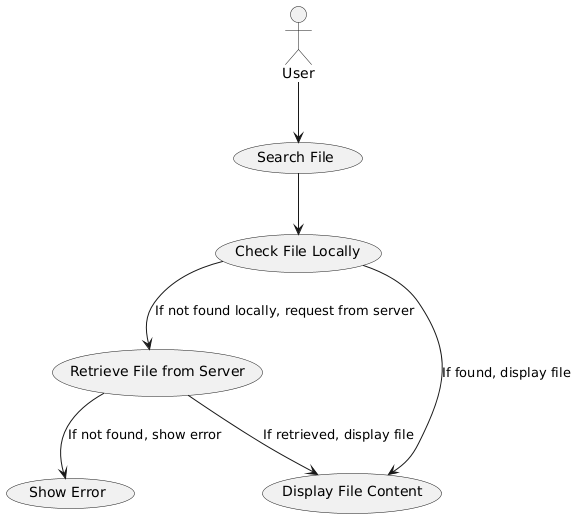 User
Search File
Check File Locally
If not found locally, request from server
Retrieve File from Server
If found, display file
If not found, show error
If retrieved, display file
Show Error
Display File Content